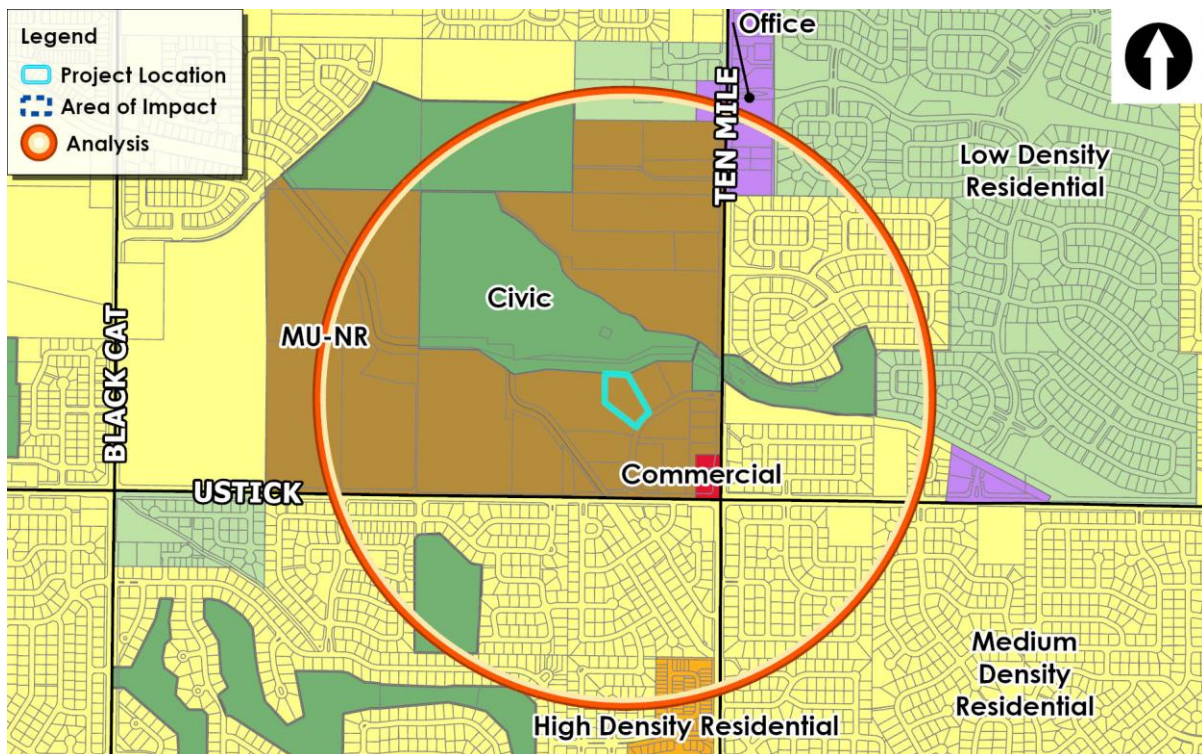 Legend
Project Location
Area of Impact
Analysis
Office
TEN MILE
Low Density
Residential
Civic
MU-NR
BLACK CAT
Commercial
USTICK
Medium
Density
Residential
High Density Residential